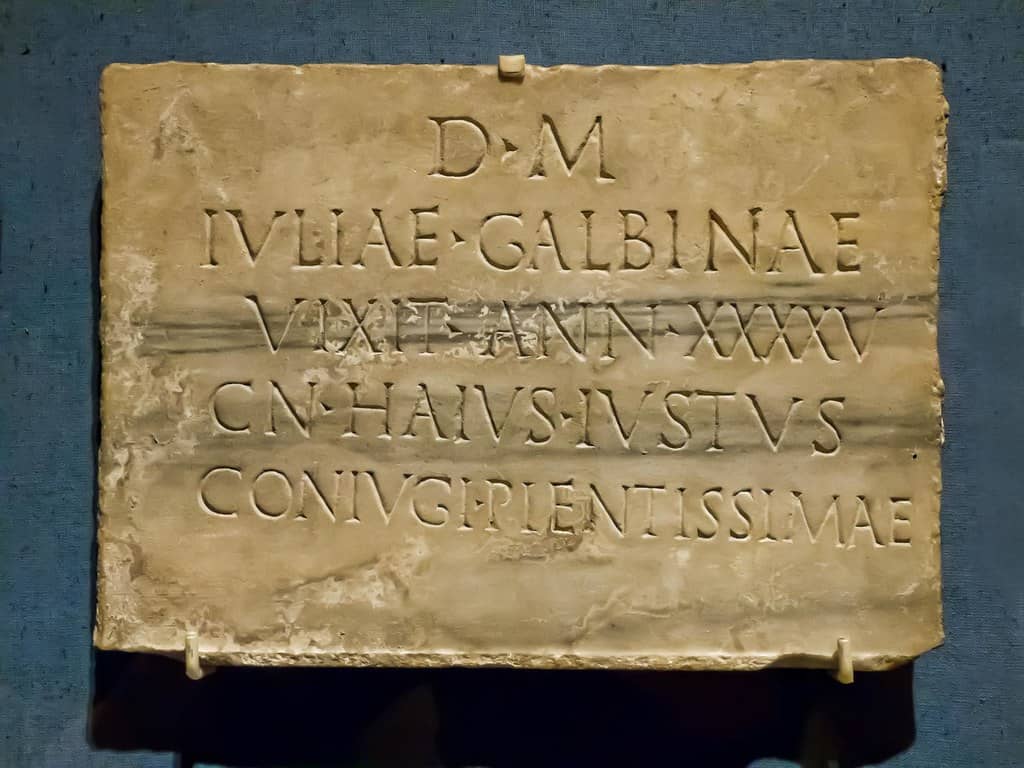 D·M
IVLIAE·GALBINAE
VIXIT·ANN·XXXXV
CN·HAIVS·IVSTVS
CONIVGI·PIENTISSIMAE